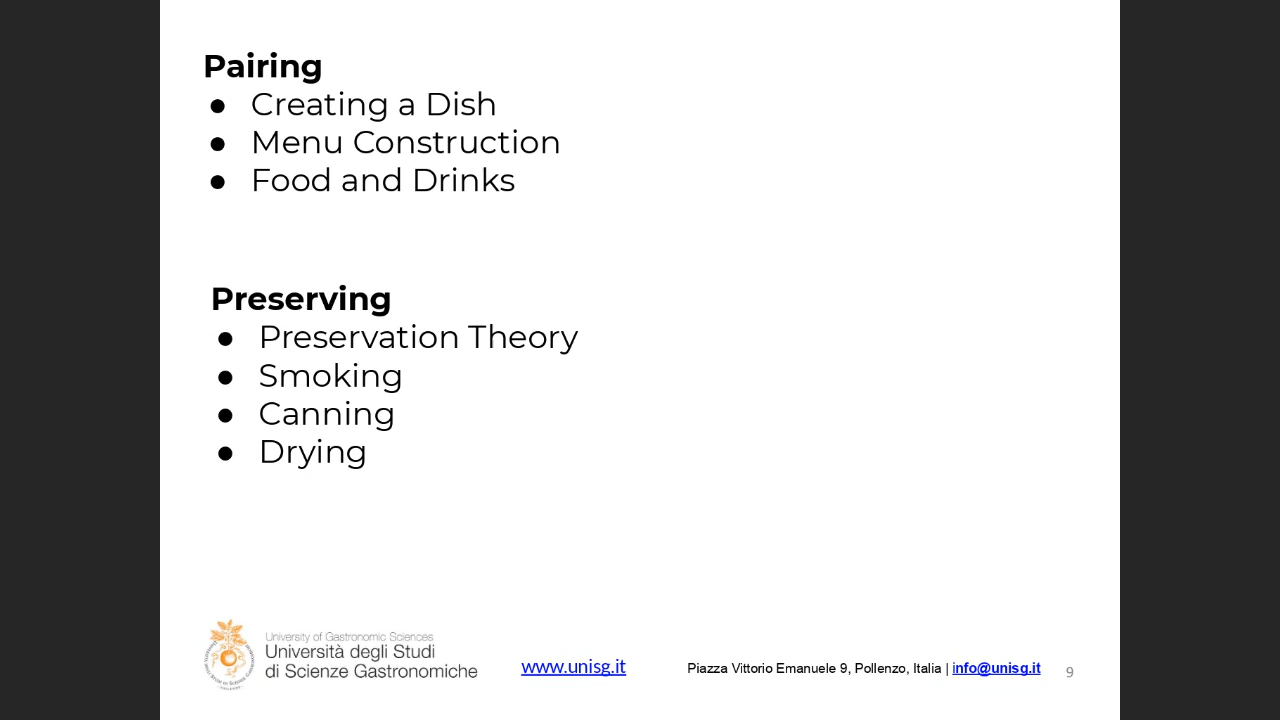 Pairing
● Creating a Dish
● Menu Construction
● Food and Drinks
Preserving
● Preservation Theory
● Smoking
● Canning
● Drying
University of Gastronomic Sciences
Università degli Studi
di Scienze Gastronomiche
www.unisg.it
Piazza Vittorio Emanuele 9, Pollenzo, Italia | info@unisg.it
9